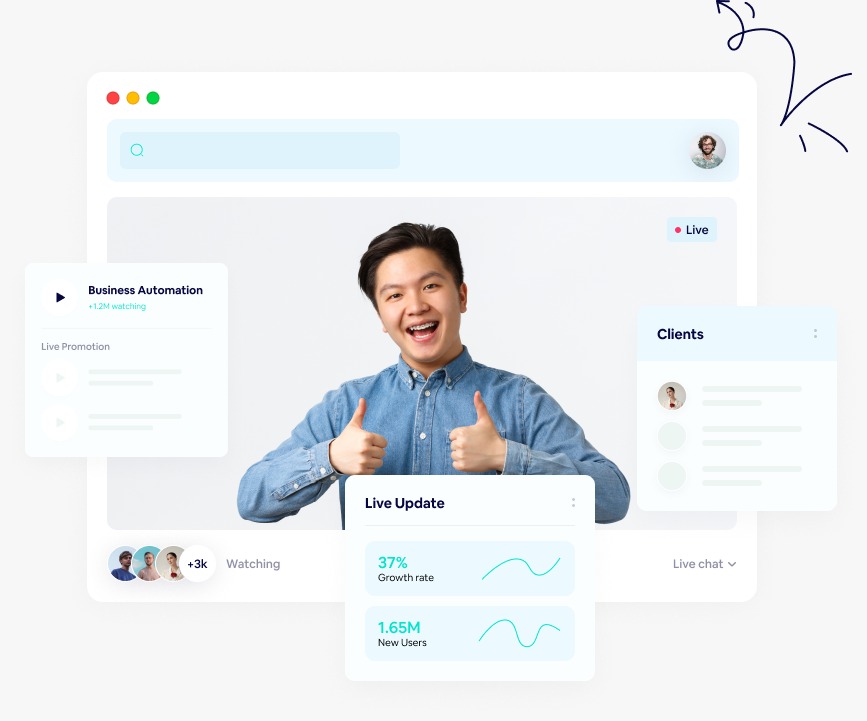 Live
Business Automation
+1.2M watching
Live Promotion
Clients
Live Update
37%
Growth rate
1.65M
New Users
+3k
Watching
Live chat